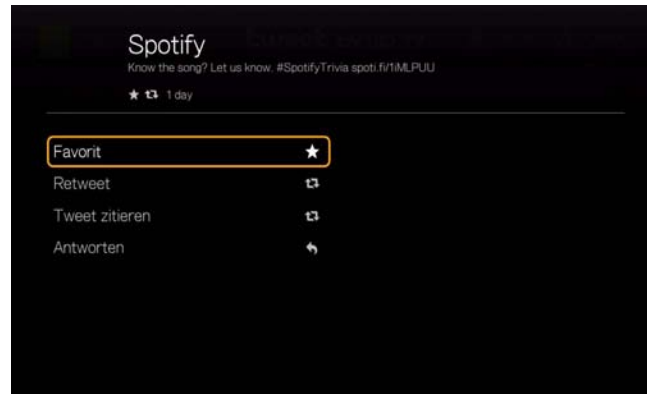 Spotify
Know the song? Let us know. #SpotifyTrivia spoti.fi/1iMLPUU
1 day
Favorit
Retweet
Tweet zitieren
Antworten